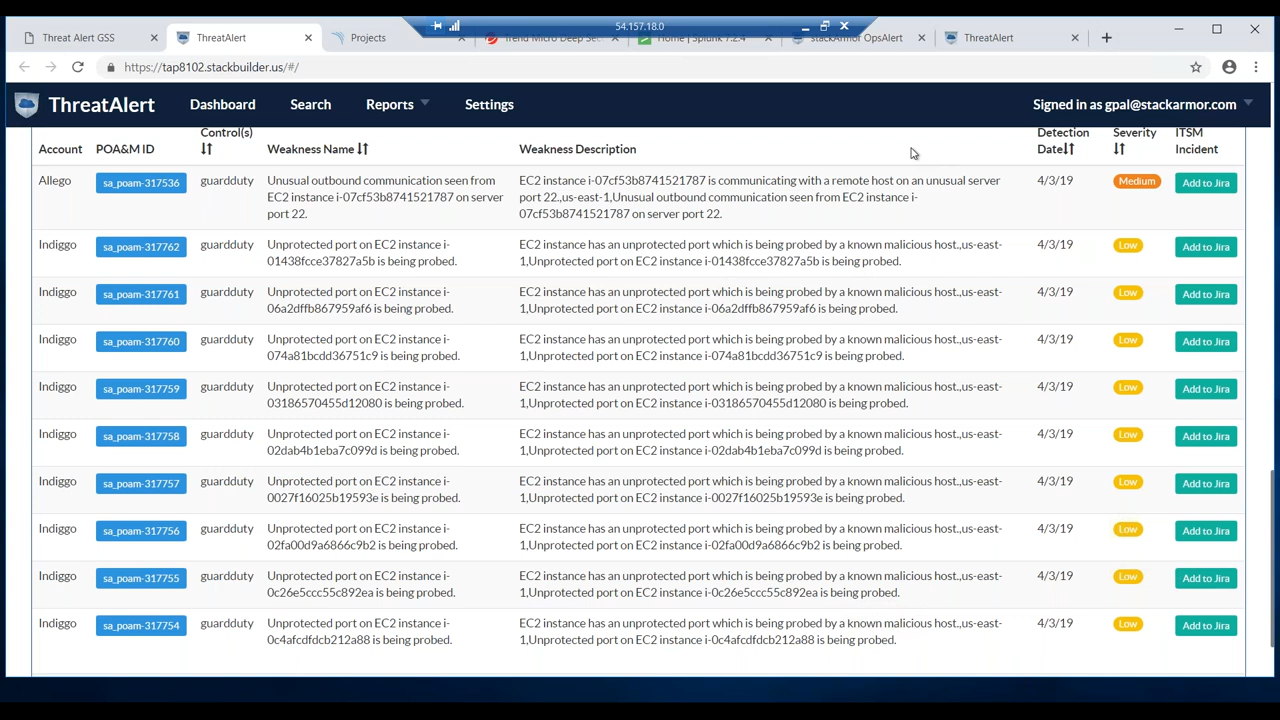 54.157.18.0
Threat Alert GSS
ThreatAlert
Projects
Trend Micro Deep Sec
Home | Splunk 7.2.4
stackArmor OpsAlert
ThreatAlert
https://tap8102.stackbuilder.us/#/
ThreatAlert Dashboard Search Reports Settings Signed in as gpal@stackarmor.com
Account POA&M ID Control(s) Weakness Name Weakness Description Detection Date Severity ITSM Incident
Allego sa_poam-317536 guardduty Unusual outbound communication seen from EC2 instance i-07cf53b8741521787 is communicating with a remote host on an unusual server 4/3/19 Medium Add to Jira
EC2 instance i-07cf53b8741521787 on server port 22.,us-east-1,Unusual outbound communication seen from EC2 instance i-
port 22. 07cf53b8741521787 on server port 22.
Indiggo sa_poam-317762 guardduty Unprotected port on EC2 instance i- EC2 instance has an unprotected port which is being probed by a known malicious host.,us-east- 4/3/19 Low Add to Jira
01438fcce37827a5b is being probed. 1,Unprotected port on EC2 instance i-01438fcce37827a5b is being probed.
Indiggo sa_poam-317761 guardduty Unprotected port on EC2 instance i- EC2 instance has an unprotected port which is being probed by a known malicious host.,us-east- 4/3/19 Low Add to Jira
06a2dffb867959af6 is being probed. 1,Unprotected port on EC2 instance i-06a2dffb867959af6 is being probed.
Indiggo sa_poam-317760 guardduty Unprotected port on EC2 instance i- EC2 instance has an unprotected port which is being probed by a known malicious host.,us-east- 4/3/19 Low Add to Jira
074a81bcdd36751c9 is being probed. 1,Unprotected port on EC2 instance i-074a81bcdd36751c9 is being probed.
Indiggo sa_poam-317759 guardduty Unprotected port on EC2 instance i- EC2 instance has an unprotected port which is being probed by a known malicious host.,us-east- 4/3/19 Low Add to Jira
03186570455d12080 is being probed. 1,Unprotected port on EC2 instance i-03186570455d12080 is being probed.
Indiggo sa_poam-317758 guardduty Unprotected port on EC2 instance i- EC2 instance has an unprotected port which is being probed by a known malicious host.,us-east- 4/3/19 Low Add to Jira
02dab4b1eba7c099d is being probed. 1,Unprotected port on EC2 instance i-02dab4b1eba7c099d is being probed.
Indiggo sa_poam-317757 guardduty Unprotected port on EC2 instance i- EC2 instance has an unprotected port which is being probed by a known malicious host.,us-east- 4/3/19 Low Add to Jira
0027f16025b19593e is being probed. 1,Unprotected port on EC2 instance i-0027f16025b19593e is being probed.
Indiggo sa_poam-317756 guardduty Unprotected port on EC2 instance i- EC2 instance has an unprotected port which is being probed by a known malicious host.,us-east- 4/3/19 Low Add to Jira
02fa00d9a6866c9b2 is being probed. 1,Unprotected port on EC2 instance i-02fa00d9a6866c9b2 is being probed.
Indiggo sa_poam-317755 guardduty Unprotected port on EC2 instance i- EC2 instance has an unprotected port which is being probed by a known malicious host.,us-east- 4/3/19 Low Add to Jira
0c26e5ccc55c892ea is being probed. 1,Unprotected port on EC2 instance i-0c26e5ccc55c892ea is being probed.
Indiggo sa_poam-317754 guardduty Unprotected port on EC2 instance i- EC2 instance has an unprotected port which is being probed by a known malicious host.,us-east- 4/3/19 Low Add to Jira
0c4afcdfdcb212a88 is being probed. 1,Unprotected port on EC2 instance i-0c4afcdfdcb212a88 is being probed.